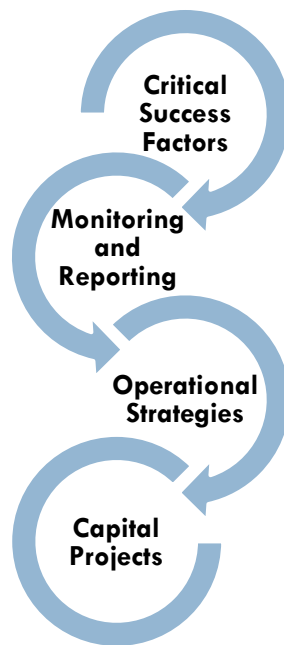 Critical
Success
Factors
Monitoring
and
Reporting
Operational
Strategies
Capital
Projects